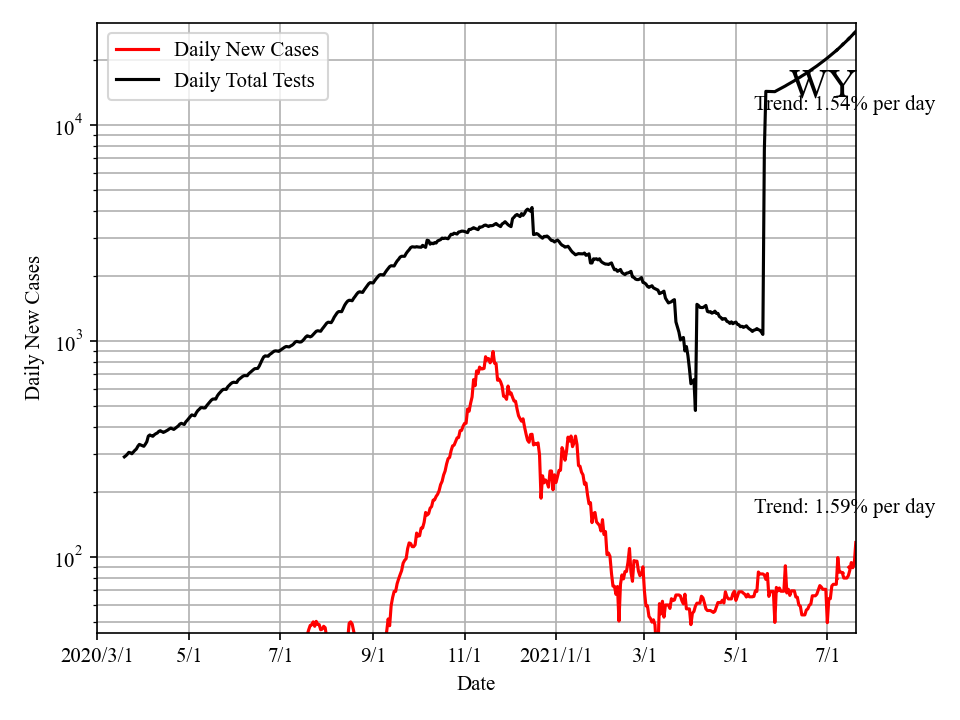 Daily New Cases
Daily Total Tests
WY
Trend: 1.54% per day
Trend: 1.59% per day
Daily New Cases
10^4
10^3
10^2
2020/3/1 5/1 7/1 9/1 11/1 2021/1/1 3/1 5/1 7/1
Date